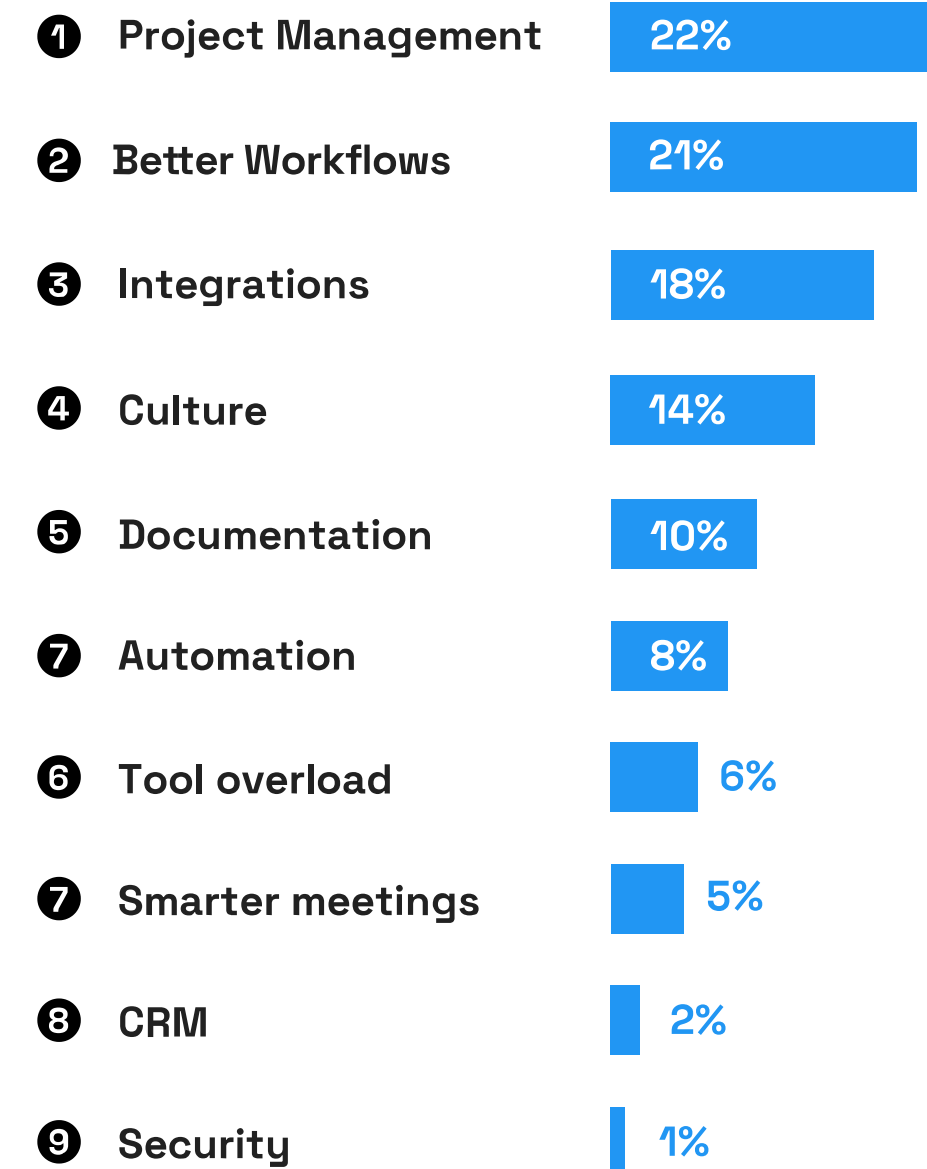 1 Project Management 22%
2 Better Workflows 21%
3 Integrations 18%
4 Culture 14%
5 Documentation 10%
7 Automation 8%
6 Tool overload 6%
7 Smarter meetings 5%
8 CRM 2%
9 Security 1%